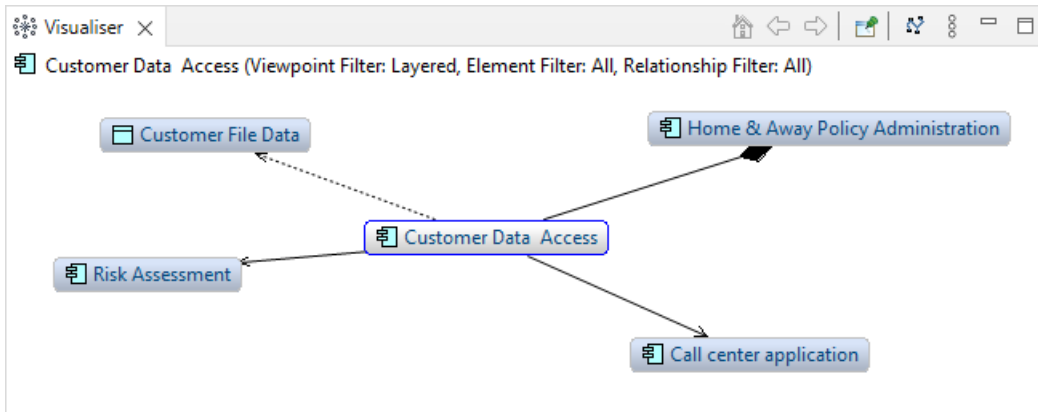 Visualiser
Customer Data  Access (Viewpoint Filter: Layered, Element Filter: All, Relationship Filter: All)
Customer File Data
Home & Away Policy Administration
Customer Data  Access
Risk Assessment
Call center application